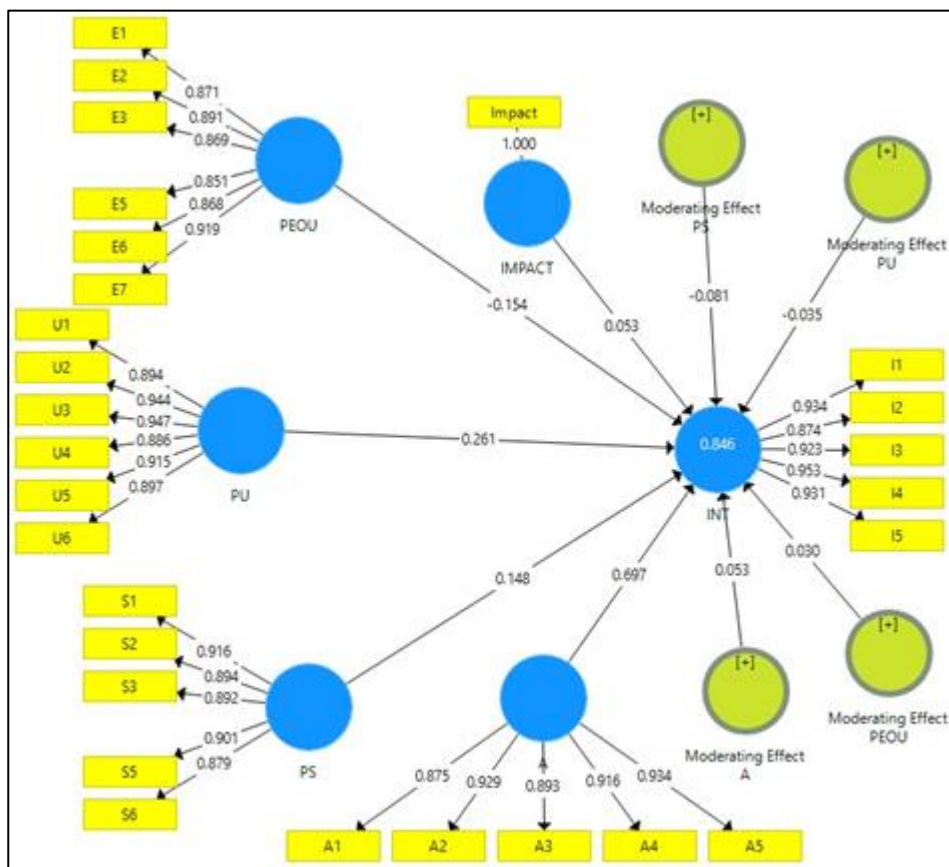 E1
E2
E3
E5
E6
E7
0.871
0.891
0.869
0.851
0.868
0.919
PEOU
Impact
1.000
IMPACT
[+]
Moderating Effect
PS
[+]
Moderating Effect
PU
-0.154
0.053
-0.081
-0.035
U1
U2
U3
U4
U5
U6
0.894
0.944
0.947
0.886
0.915
0.897
PU
0.261
0.846
INT
0.934
0.874
0.923
0.953
0.931
I1
I2
I3
I4
I5
S1
S2
S3
S5
S6
0.916
0.894
0.892
0.901
0.879
PS
0.148
0.697
0.053
0.030
[+]
Moderating Effect
A
[+]
Moderating Effect
PEOU
A
0.875
0.929
0.893
0.916
0.934
A1
A2
A3
A4
A5